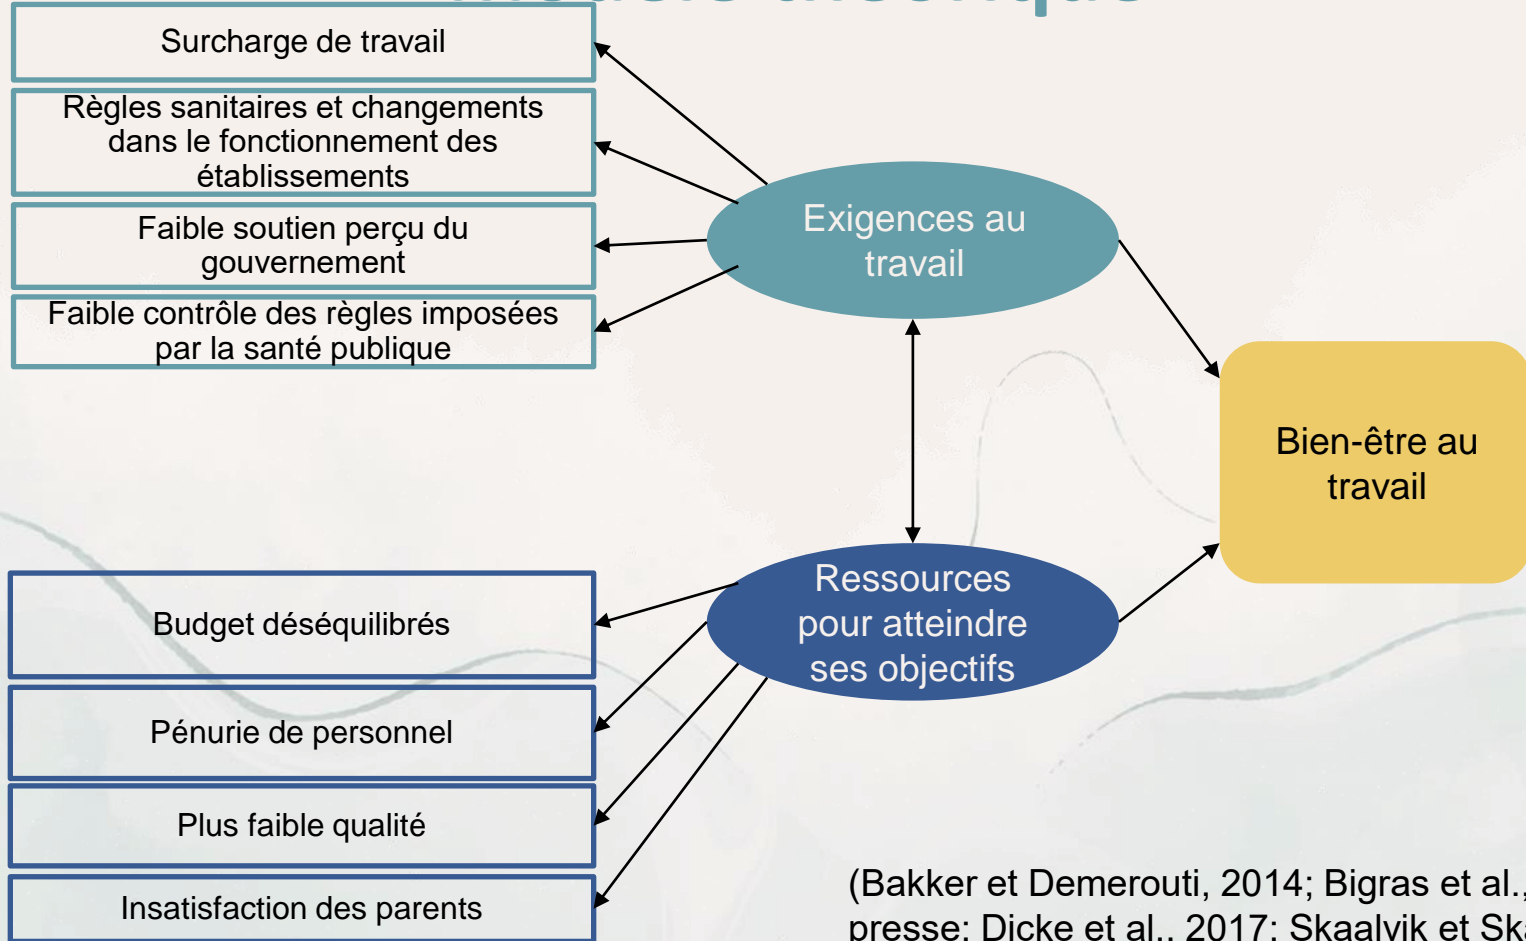 Modèle théorique
Surcharge de travail
Règles sanitaires et changements
dans le fonctionnement des
établissements
Faible soutien perçu du
gouvernement
Faible contrôle des règles imposées
par la santé publique
Exigences au
travail
Bien-être au
travail
Ressources
pour atteindre
ses objectifs
Budget déséquilibrés
Pénurie de personnel
Plus faible qualité
Insatisfaction des parents
(Bakker et Demerouti, 2014; Bigras et al.,
presse; Dicke et al., 2017; Skaalvik et